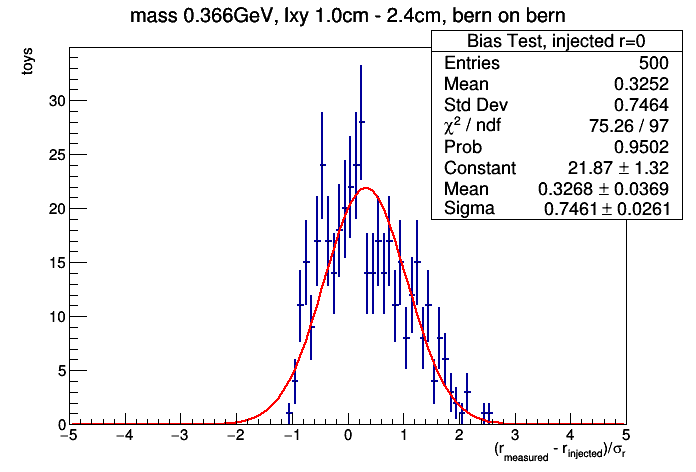 mass 0.366GeV, lxy 1.0cm - 2.4cm, bern on bern
toys
Bias Test, injected r=0
Entries 500
Mean 0.3252
Std Dev 0.7464
χ² / ndf 75.26 / 97
Prob 0.9502
Constant 21.87 ± 1.32
Mean 0.3268 ± 0.0369
Sigma 0.7461 ± 0.0261
30
25
20
15
10
5
0
−5 −4 −3 −2 −1 0 1 2 3 4 5
(r_measured - r_injected)/σ_r